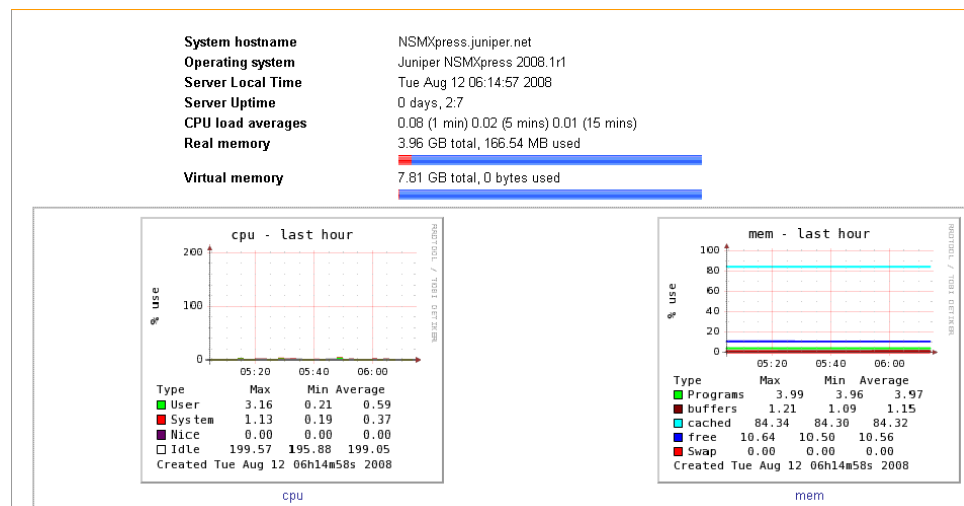 System hostname NSMXpress.juniper.net
Operating system Juniper NSMXpress 2008.1r1
Server Local Time Tue Aug 12 06:14:57 2008
Server Uptime 0 days, 2:7
CPU load averages 0.08 (1 min) 0.02 (5 mins) 0.01 (15 mins)
Real memory 3.96 GB total, 166.54 MB used
Virtual memory 7.81 GB total, 0 bytes used
cpu - last hour
RRDTOOL / TOBI OETIKER
% use
200
100
0
05:20 05:40 06:00
Type Max Min Average
User 3.16 0.21 0.59
System 1.13 0.19 0.37
Nice 0.00 0.00 0.00
Idle 199.57 195.88 199.05
Created Tue Aug 12 06h14m58s 2008
cpu
mem - last hour
RRDTOOL / TOBI OETIKER
% use
100
80
60
40
20
0
05:20 05:40 06:00
Type Max Min Average
Programs 3.99 3.96 3.97
buffers 1.21 1.09 1.15
cached 84.34 84.30 84.32
free 10.64 10.50 10.56
Swap 0.00 0.00 0.00
Created Tue Aug 12 06h14m58s 2008
mem